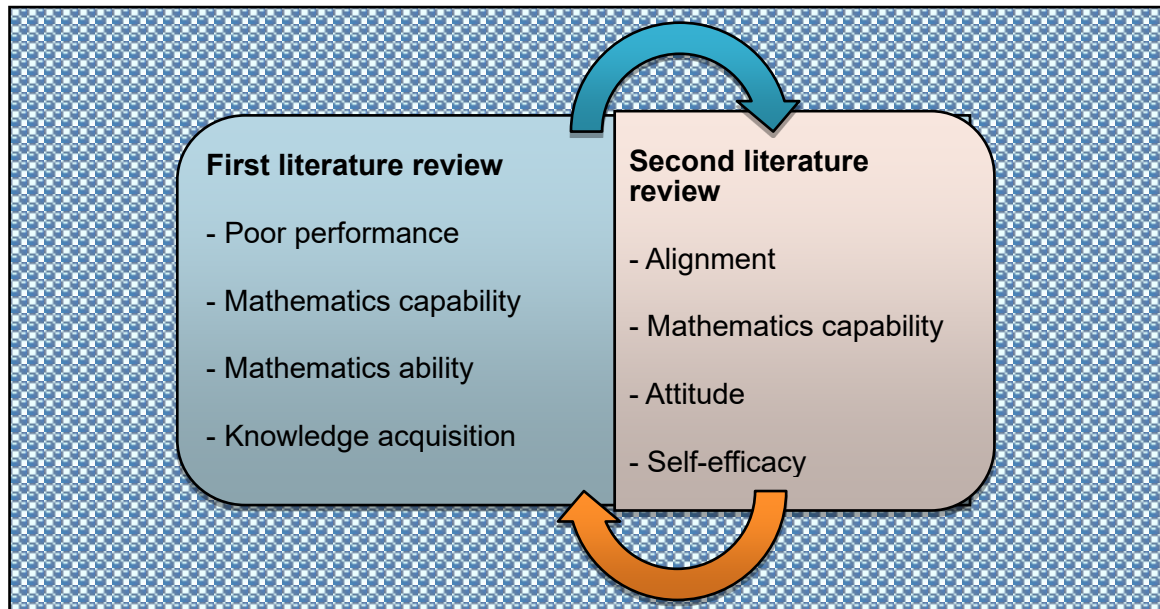 First literature review
- Poor performance
- Mathematics capability
- Mathematics ability
- Knowledge acquisition
Second literature
review
- Alignment
- Mathematics capability
- Attitude
- Self-efficacy